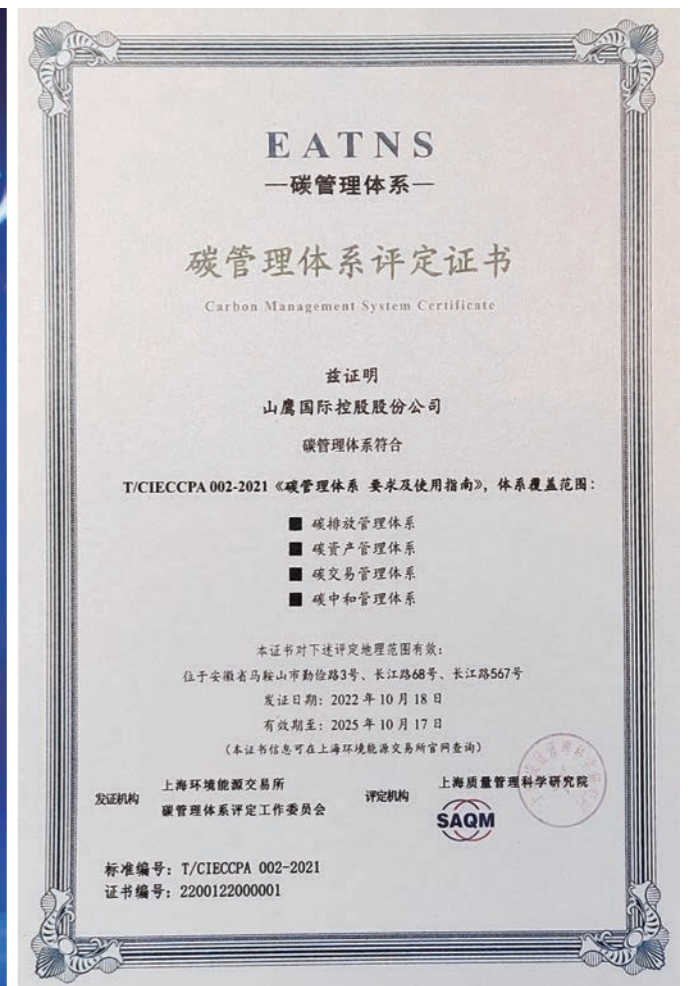 EATNS
—碳管理体系—
碳管理体系评定证书
Carbon Management System Certificate
兹证明
山鹰国际控股股份公司
碳管理体系符合
T/CIECCPA 002-2021《碳管理体系 要求及使用指南》，体系覆盖范围：
■ 碳排放管理体系
■ 碳资产管理体系
■ 碳交易管理体系
■ 碳中和管理体系
本证书对下述评定地理范围有效：
位于安徽省马鞍山市勤俭路3号、长江路68号、长江路567号
发证日期：2022年10月18日
有效期至：2025年10月17日
（本证书信息可在上海环境能源交易所官网查询）
发证机构
上海环境能源交易所
碳管理体系评定工作委员会
评定机构
上海质量管理科学研究院
SAQM
标准编号：T/CIECCPA 002-2021
证书编号：2200122000001